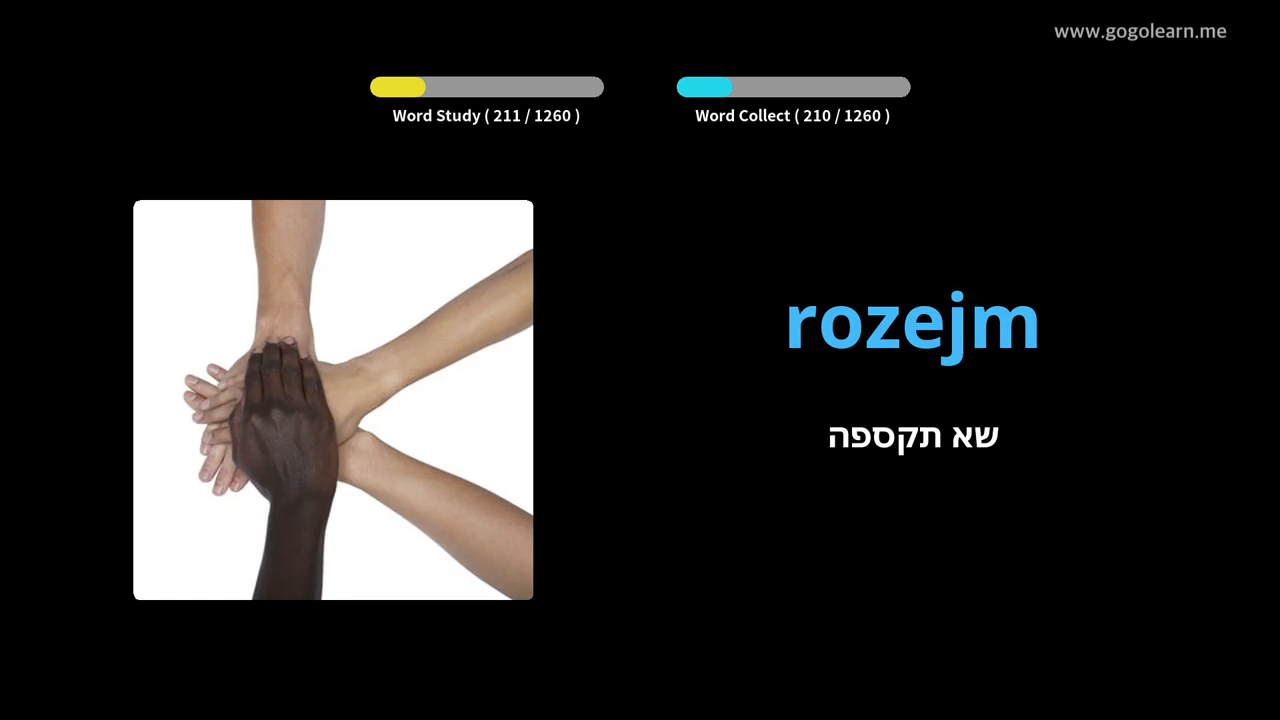 www.gogolearn.me
Word Study ( 211 / 1260 )
Word Collect ( 210 / 1260 )
rozejm
שא תקספה